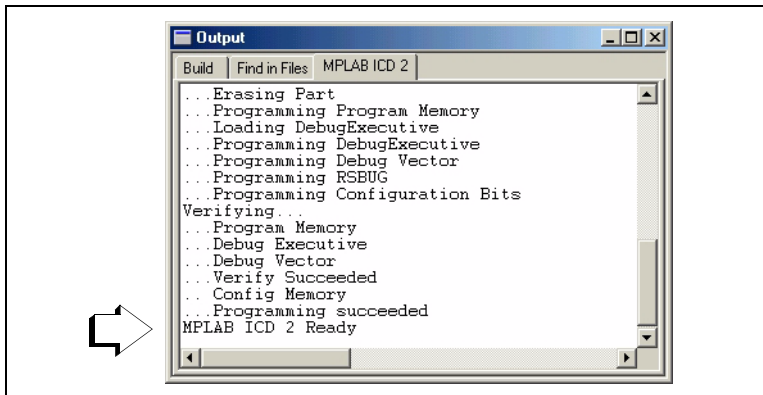 Output
Build Find in Files MPLAB ICD 2
...Erasing Part
...Programming Program Memory
...Loading DebugExecutive
...Programming DebugExecutive
...Programming Debug Vector
...Programming RSBUG
...Programming Configuration Bits
Verifying...
...Program Memory
...Debug Executive
...Debug Vector
...Verify Succeeded
.. Config Memory
...Programming succeeded
MPLAB ICD 2 Ready